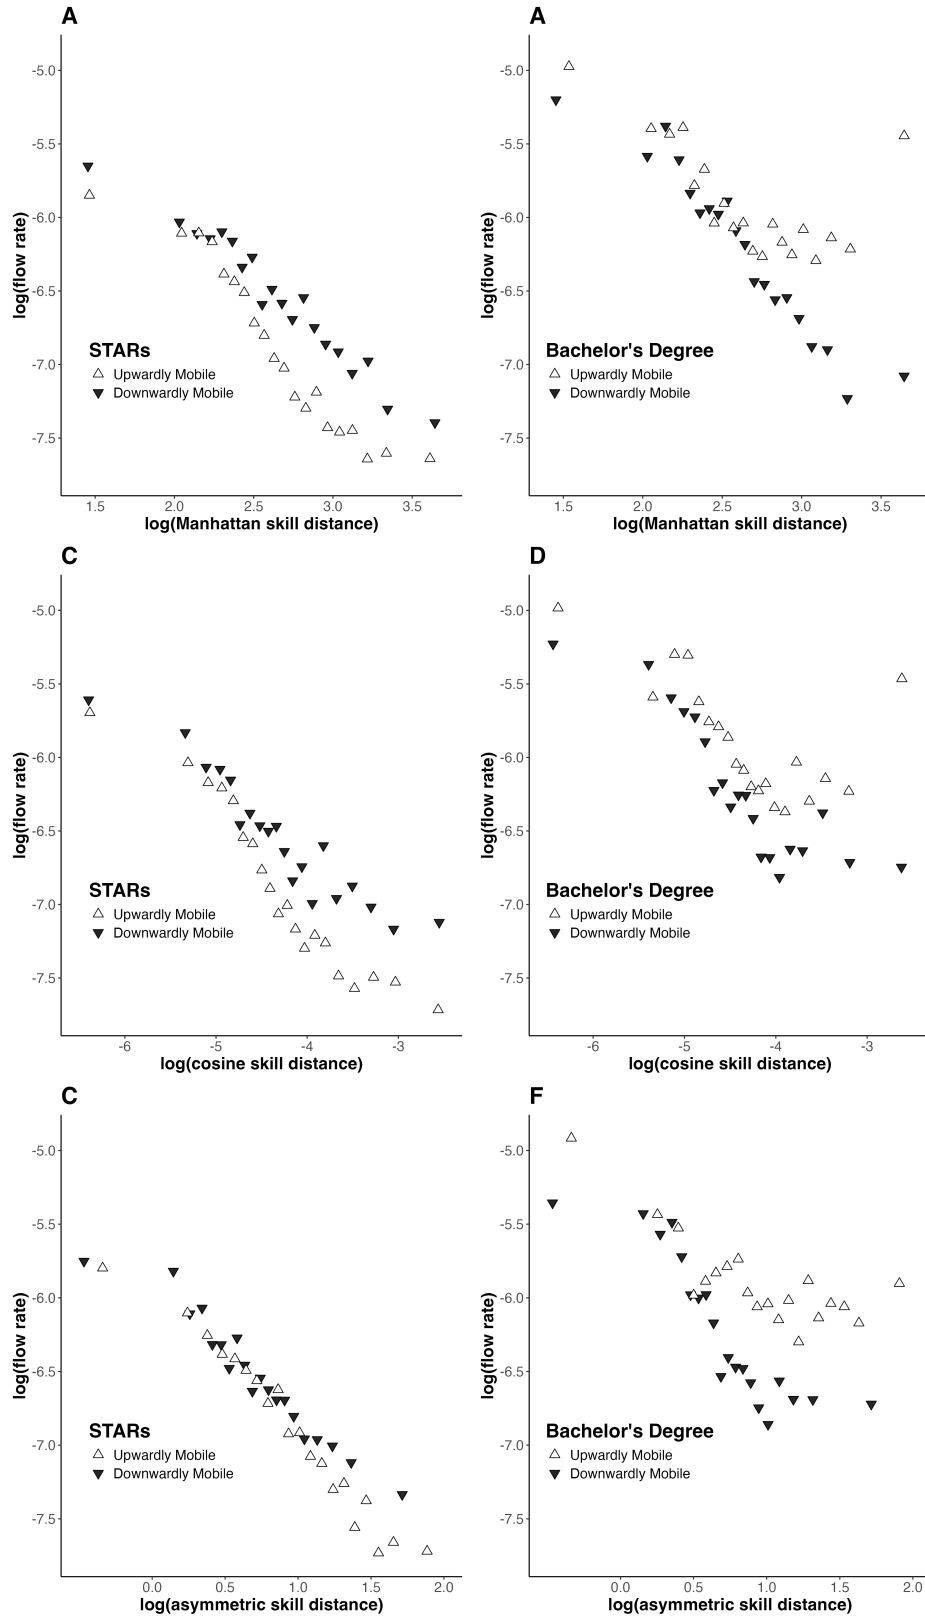 A
-5.0
-5.5
-6.0
-6.5
-7.0
-7.5
log(flow rate)
STARs
Upwardly Mobile
Downwardly Mobile
1.5 2.0 2.5 3.0 3.5
log(Manhattan skill distance)
A
-5.0
-5.5
-6.0
-6.5
-7.0
-7.5
log(flow rate)
Bachelor's Degree
Upwardly Mobile
Downwardly Mobile
1.5 2.0 2.5 3.0 3.5
log(Manhattan skill distance)
C
-5.0
-5.5
-6.0
-6.5
-7.0
-7.5
log(flow rate)
STARs
Upwardly Mobile
Downwardly Mobile
-6 -5 -4 -3
log(cosine skill distance)
D
-5.0
-5.5
-6.0
-6.5
-7.0
-7.5
log(flow rate)
Bachelor's Degree
Upwardly Mobile
Downwardly Mobile
-6 -5 -4 -3
log(cosine skill distance)
C
-5.0
-5.5
-6.0
-6.5
-7.0
-7.5
log(flow rate)
STARs
Upwardly Mobile
Downwardly Mobile
0.0 0.5 1.0 1.5 2.0
log(asymmetric skill distance)
F
-5.0
-5.5
-6.0
-6.5
-7.0
-7.5
log(flow rate)
Bachelor's Degree
Upwardly Mobile
Downwardly Mobile
0.0 0.5 1.0 1.5 2.0
log(asymmetric skill distance)